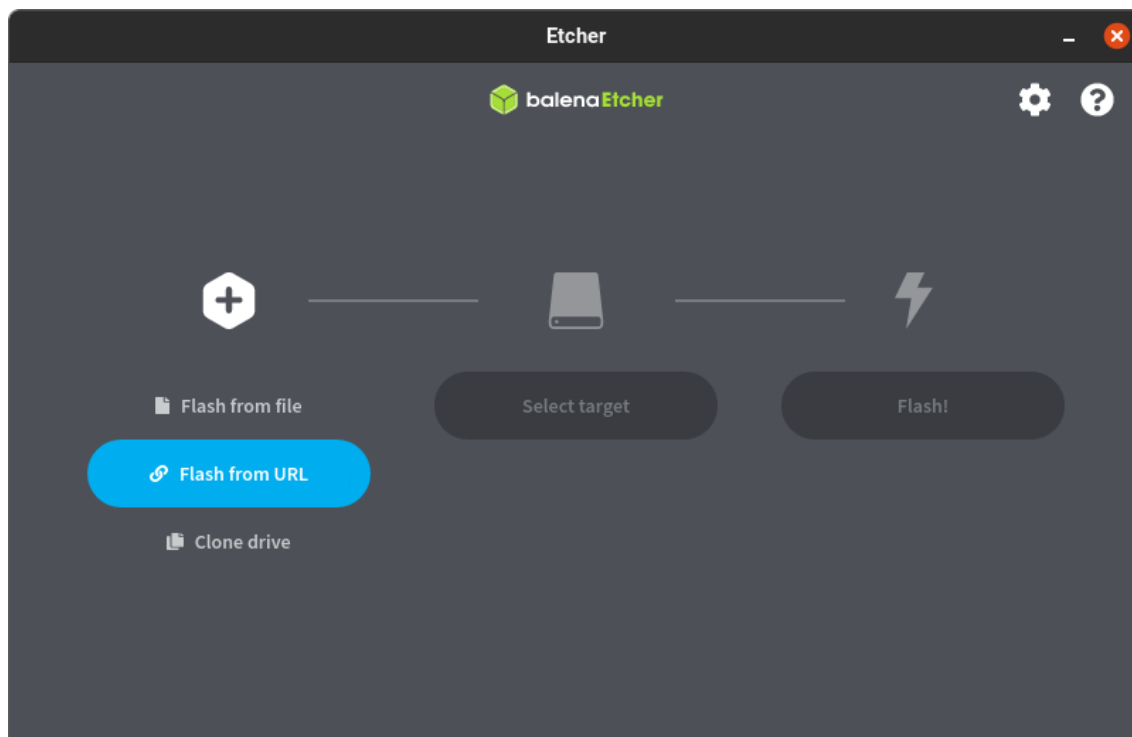 Etcher
balenaEtcher
Flash from file
Select target
Flash!
Flash from URL
Clone drive